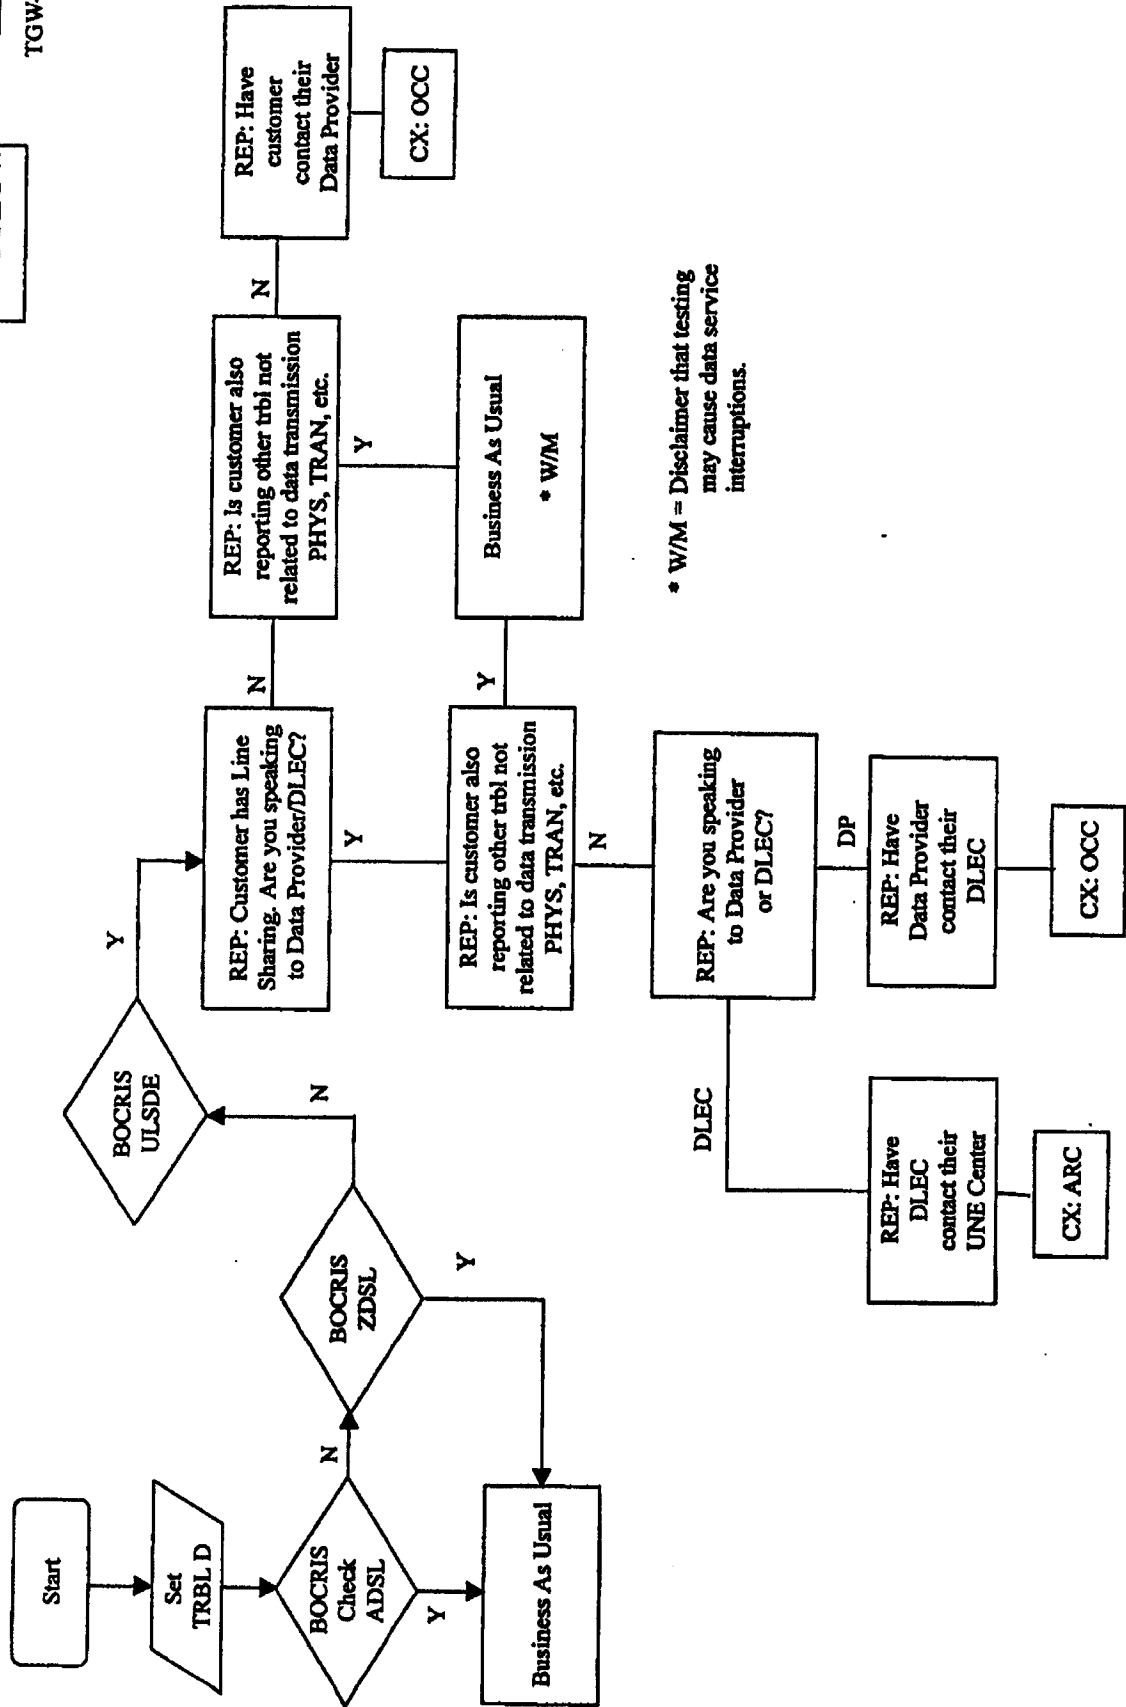 TGW-
Start
Set
TRBL D
BOCRIS
Check
ADSL
Y
N
Business As Usual
BOCRIS
ZDSL
Y
N
BOCRIS
ULSDE
Y
REP: Customer has Line
Sharing. Are you speaking
to Data Provider/DLEC?
N
Y
REP: Is customer also
reporting other trbl not
related to data transmission
PHYS, TRAN, etc.
N
Y
REP: Have
customer
contact their
Data Provider
CX: OCC
REP: Is customer also
reporting other trbl not
related to data transmission
PHYS, TRAN, etc.
Y
N
Business As Usual
* W/M
REP: Are you speaking
to Data Provider
or DLEC?
DLEC
DP
REP: Have
DLEC
contact their
UNE Center
CX: ARC
REP: Have
Data Provider
contact their
DLEC
CX: OCC
* W/M = Disclaimer that testing
may cause data service
interruptions.